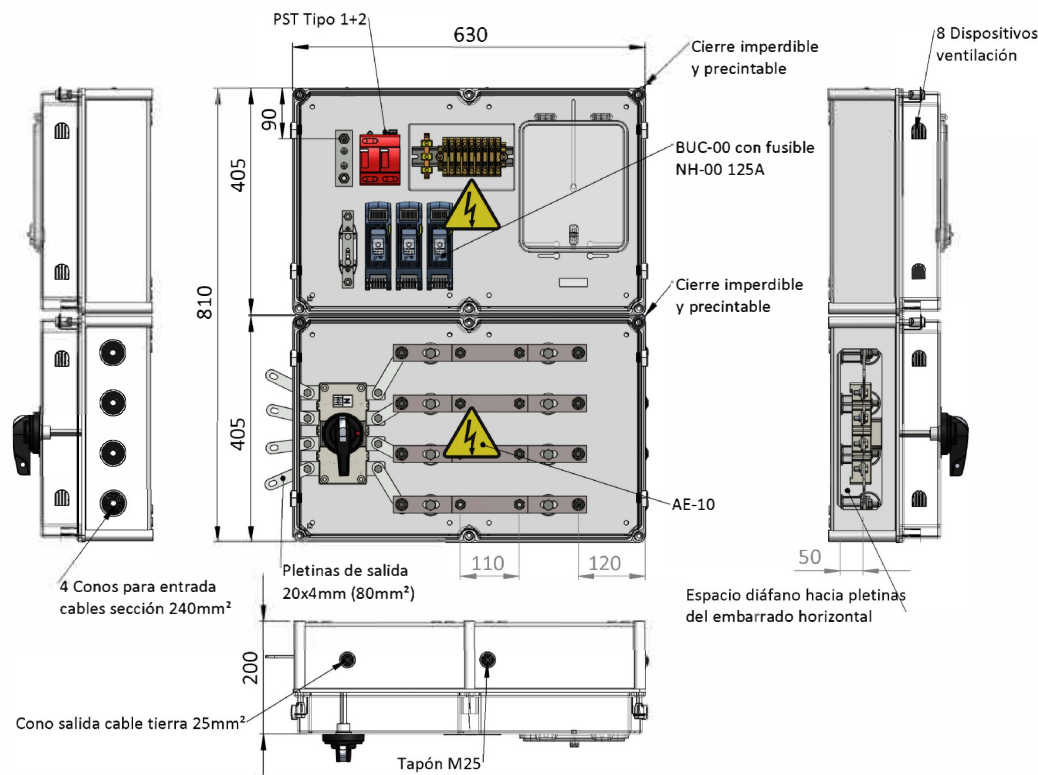 PST Tipo 1+2
630
Cierre imperdible
y precintable
8 Dispositivos
ventilación
90
405
810
BUC-00 con fusible
NH-00 125A
Cierre imperdible
y precintable
405
AE-10
110
120
50
4 Conos para entrada
cables sección 240mm²
Pletinas de salida
20x4mm (80mm²)
Espacio diáfano hacia pletinas
del embarrado horizontal
200
Cono salida cable tierra 25mm²
Tapón M25